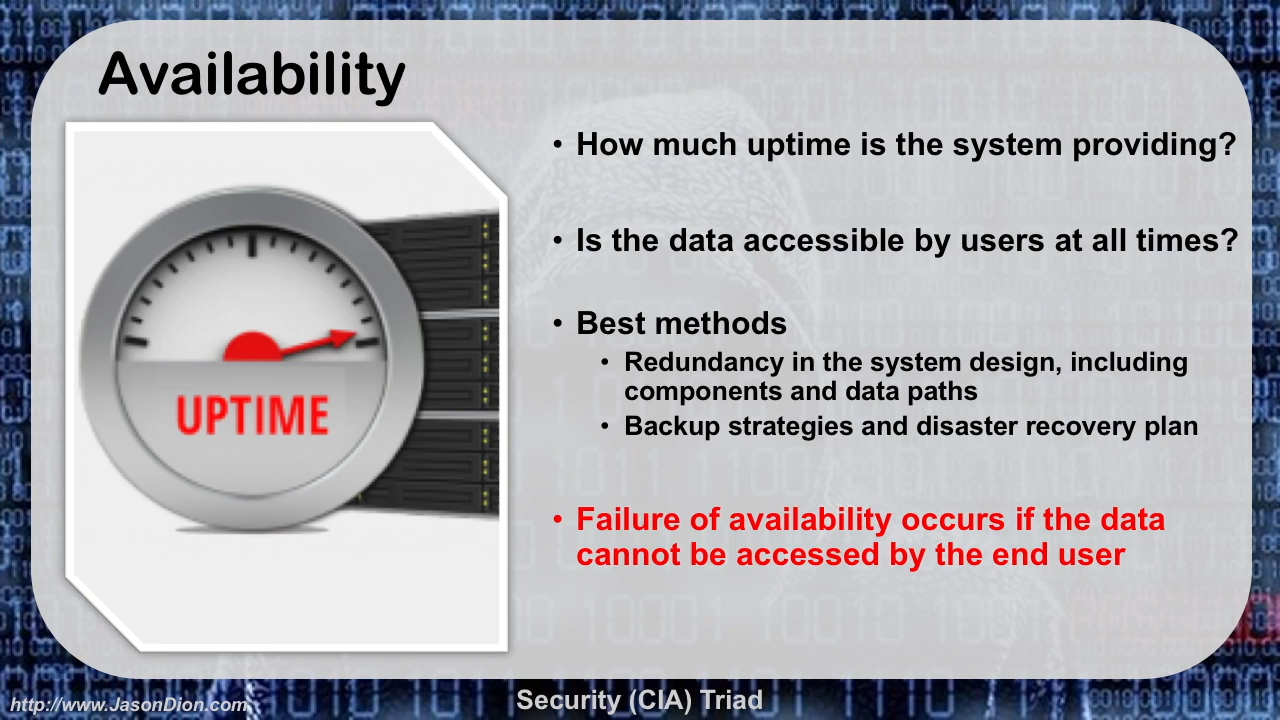 Availability
• How much uptime is the system providing?
• Is the data accessible by users at all times?
• Best methods
• Redundancy in the system design, including
components and data paths
• Backup strategies and disaster recovery plan
• Failure of availability occurs if the data
cannot be accessed by the end user
UPTIME
http://www.JasonDion.com
Security (CIA) Triad